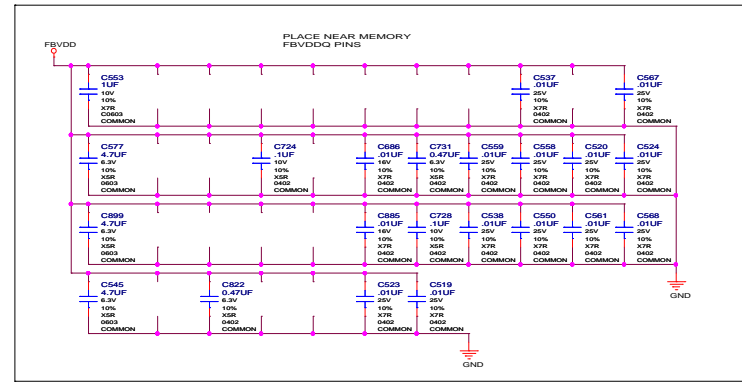 PLACE NEAR MEMORY
FBVDDQ PINS
FBVDD
C553
1UF
10V
10%
X7R
C0603
COMMON
C537
.01UF
25V
10%
X7R
0402
COMMON
C567
.01UF
25V
10%
X7R
0402
COMMON
C577
4.7UF
6.3V
10%
X5R
0603
COMMON
C724
.1UF
10V
10%
X5R
0402
COMMON
C686
.01UF
16V
10%
X7R
0402
COMMON
C731
0.47UF
6.3V
10%
X5R
0402
COMMON
C559
.01UF
25V
10%
X7R
0402
COMMON
C558
.01UF
25V
10%
X7R
0402
COMMON
C520
.01UF
25V
10%
X7R
0402
COMMON
C524
.01UF
25V
10%
X7R
0402
COMMON
C899
4.7UF
6.3V
10%
X5R
0603
COMMON
C885
.01UF
16V
10%
X7R
0402
COMMON
C728
.1UF
10V
10%
X5R
0402
COMMON
C538
.01UF
25V
10%
X7R
0402
COMMON
C550
.01UF
25V
10%
X7R
0402
COMMON
C561
.01UF
25V
10%
X7R
0402
COMMON
C568
.01UF
25V
10%
X7R
0402
COMMON
C545
4.7UF
6.3V
10%
X5R
0603
COMMON
C822
0.47UF
6.3V
10%
X5R
0402
COMMON
C523
.01UF
25V
10%
X7R
0402
COMMON
C519
.01UF
25V
10%
X7R
0402
COMMON
GND
GND